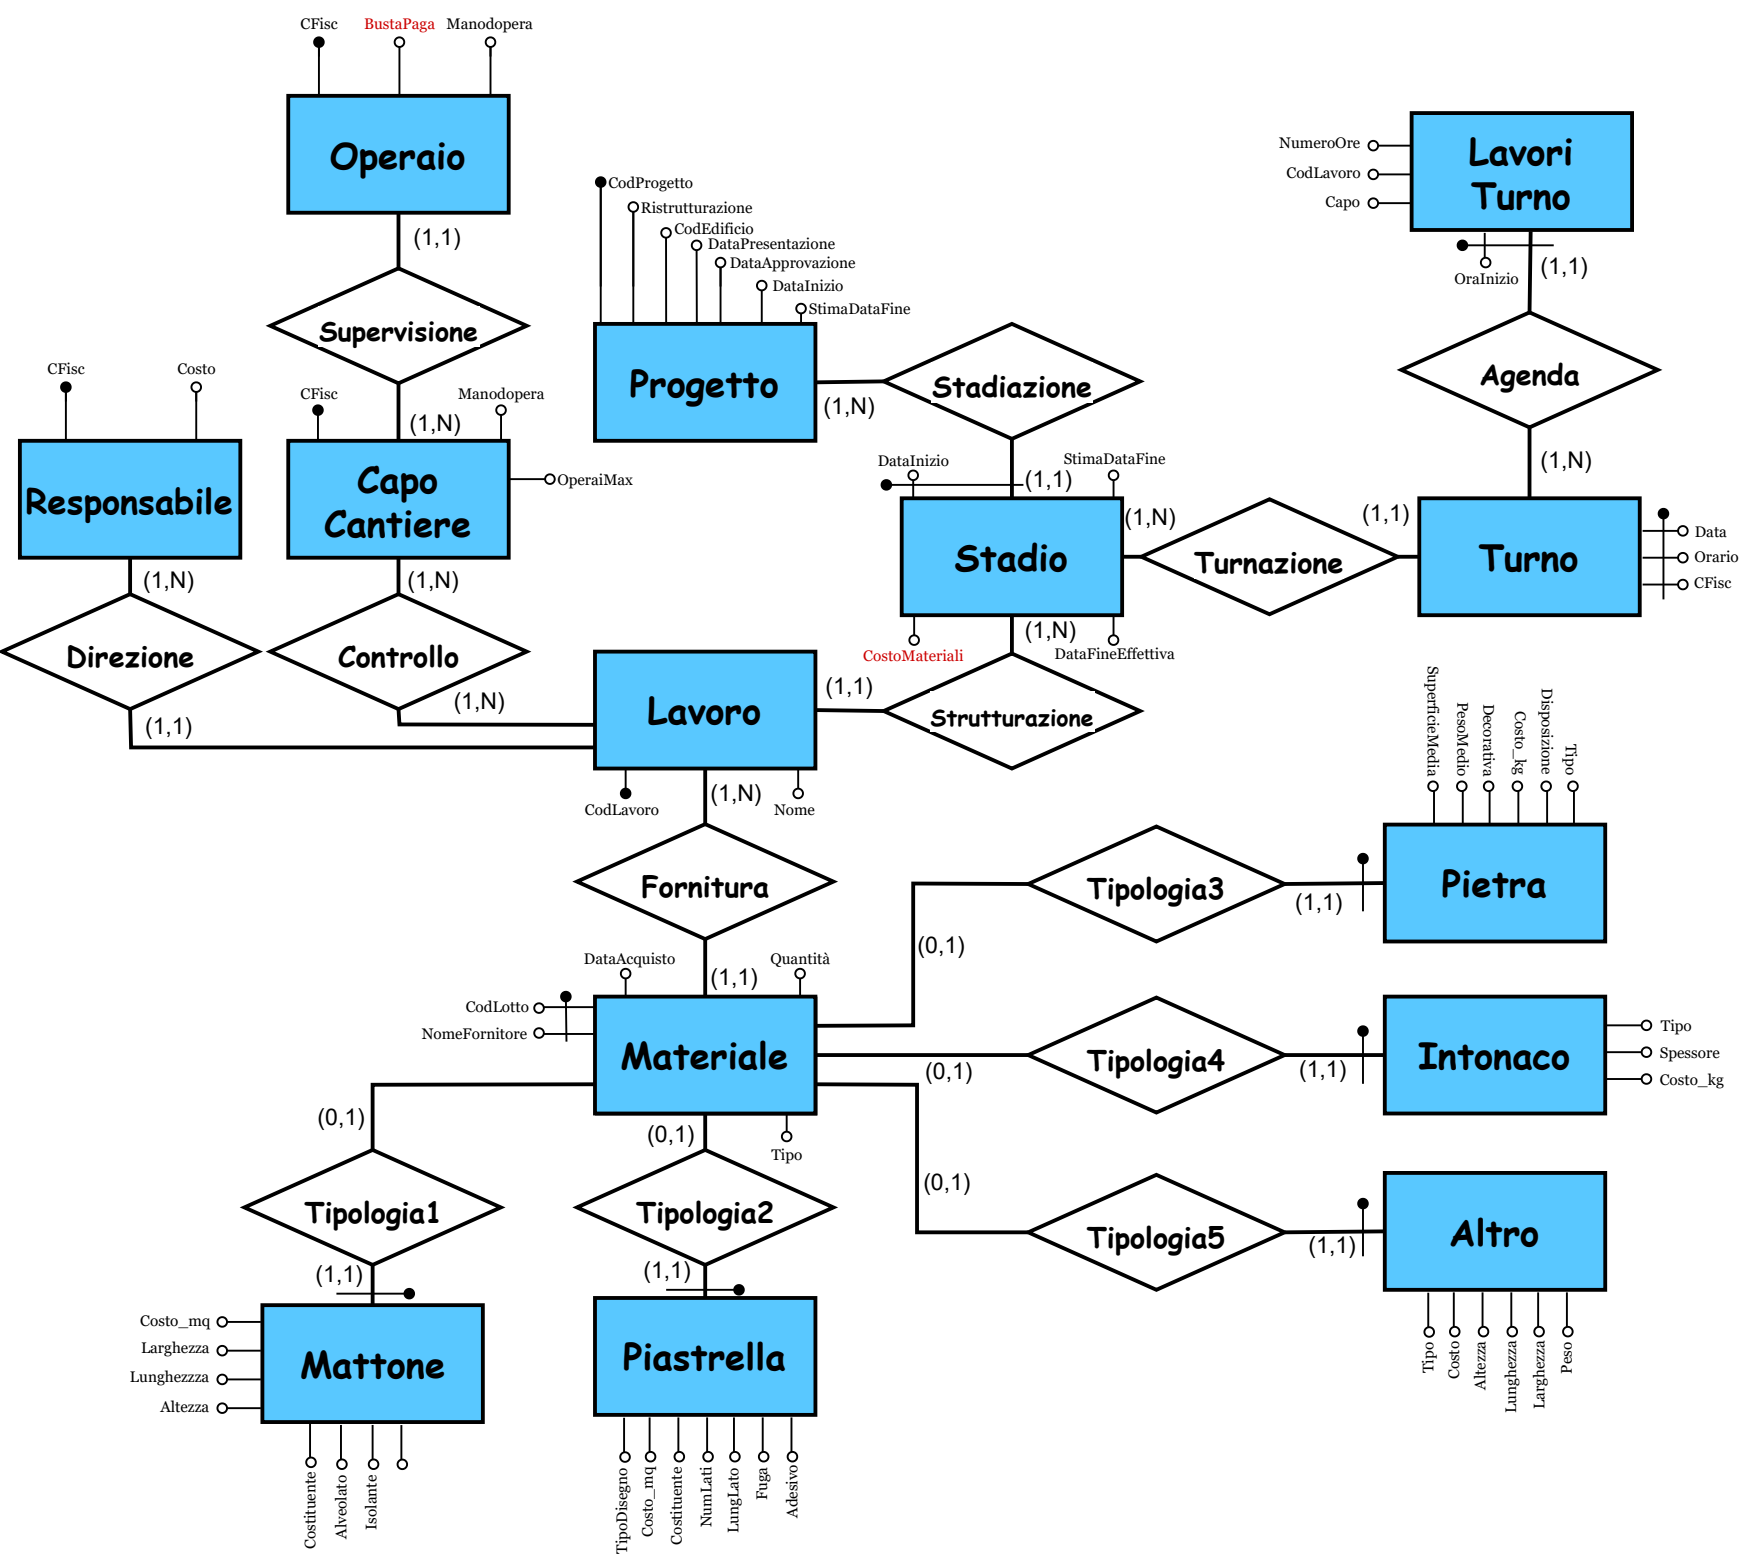 CFisc
BustaPaga
Manodopera
Operaio
(1,1)
Supervisione
(1,N)
CFisc
Costo
Responsabile
(1,N)
Direzione
(1,1)
CFisc
Manodopera
OperaiMax
Capo
Cantiere
(1,N)
Controllo
(1,N)
CodProgetto
Ristrutturazione
CodEdificio
DataPresentazione
DataApprovazione
DataInizio
StimaDataFine
Progetto
(1,N)
Stadiazione
(1,1)
DataInizio
StimaDataFine
Stadio
CostoMateriali
DataFineEffettiva
(1,N)
Turnazione
(1,1)
(1,N)
Strutturazione
(1,1)
NumeroOre
CodLavoro
Capo
Lavori
Turno
OraInizio
(1,1)
Agenda
(1,N)
Turno
Data
Orario
CFisc
Lavoro
CodLavoro
Nome
(1,N)
Fornitura
(1,1)
DataAcquisto
Quantità
CodLotto
NomeFornitore
Materiale
Tipo
(0,1)
Tipologia3
(1,1)
SuperficieMedia
PesoMedio
Decorativa
Costo_kg
Disposizione
Tipo
Pietra
(0,1)
Tipologia4
(1,1)
Intonaco
Tipo
Spessore
Costo_kg
(0,1)
Tipologia5
(1,1)
Altro
Tipo
Costo
Altezza
Lunghezza
Larghezza
Peso
(0,1)
Tipologia1
(1,1)
Costo_mq
Larghezza
Lunghezzza
Altezza
Mattone
Costituente
Alveolato
Isolante
(0,1)
Tipologia2
(1,1)
Piastrella
TipoDisegno
Costo_mq
Costituente
NumLati
LungLato
Fuga
Adesivo